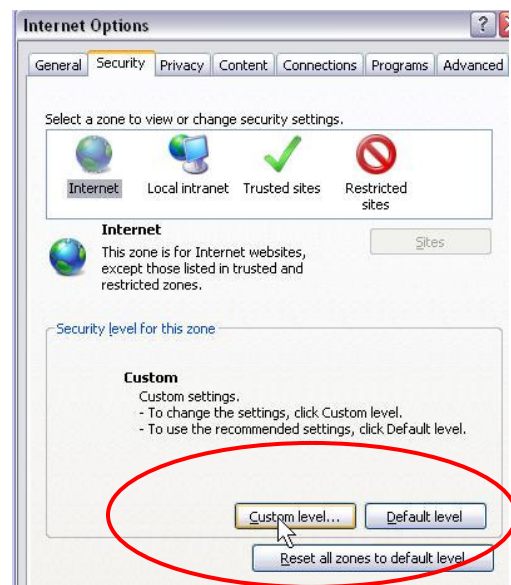 Internet Options
General Security Privacy Content Connections Programs Advanced
Select a zone to view or change security settings.
Internet Local intranet Trusted sites Restricted sites
Internet
This zone is for Internet websites,
except those listed in trusted and
restricted zones.
Sites
Security level for this zone
Custom
Custom settings.
- To change the settings, click Custom level.
- To use the recommended settings, click Default level.
Custom level... Default level
Reset all zones to default level